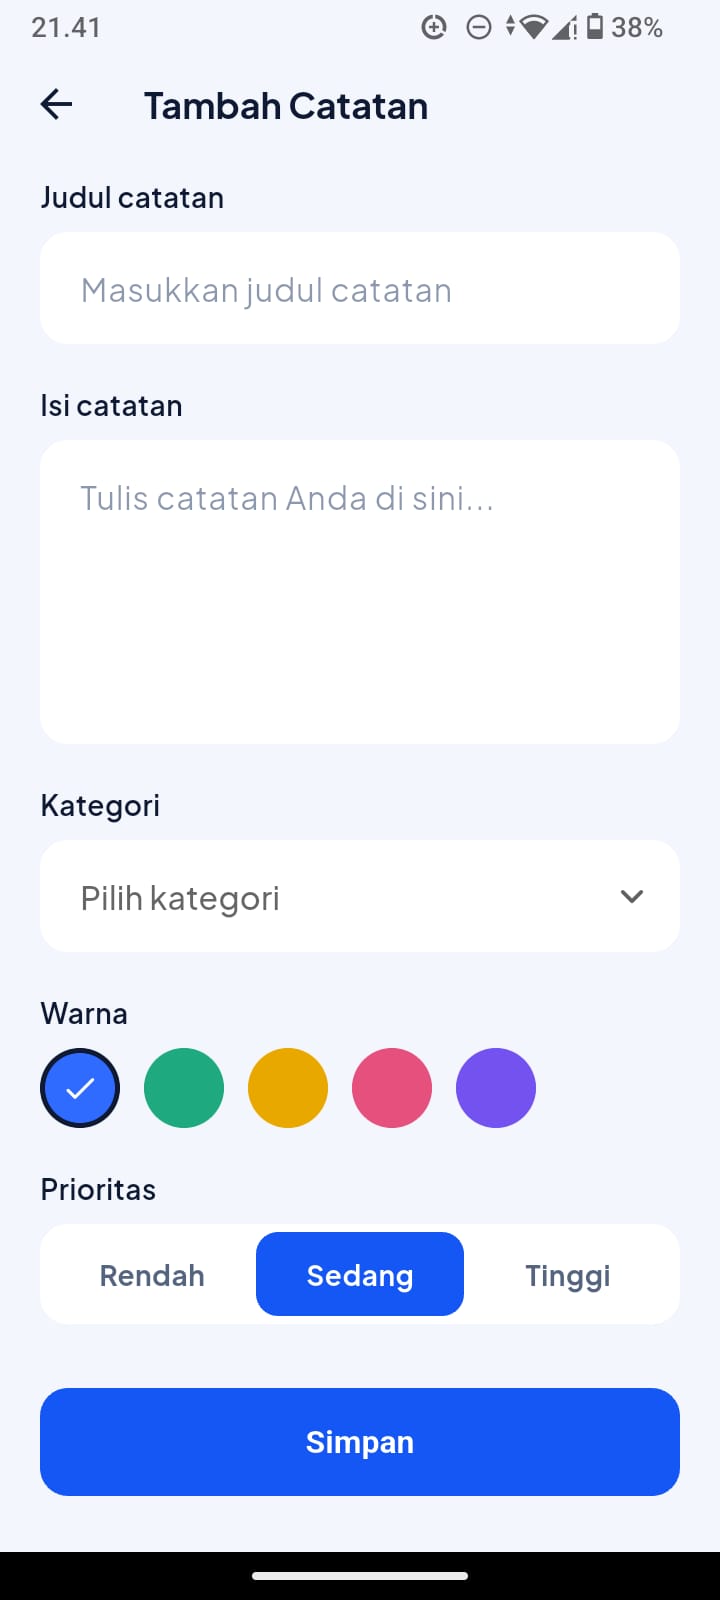 21.41
38%
Tambah Catatan
Judul catatan
Masukkan judul catatan
Isi catatan
Tulis catatan Anda di sini...
Kategori
Pilih kategori
Warna
Prioritas
Rendah Sedang Tinggi
Simpan